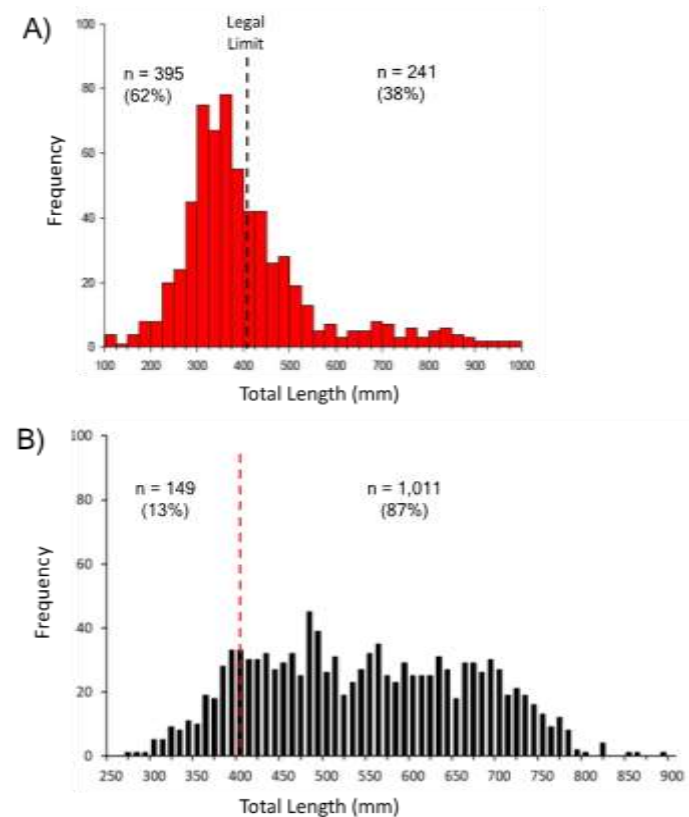 A)
Legal
Limit
n = 395
(62%)
n = 241
(38%)
Frequency
100
80
60
40
20
0
100 200 300 400 500 600 700 800 900 1000
Total Length (mm)
B)
n = 149
(13%)
n = 1,011
(87%)
Frequency
100
80
60
40
20
0
250 300 350 400 450 500 550 600 650 700 750 800 850 900
Total Length (mm)